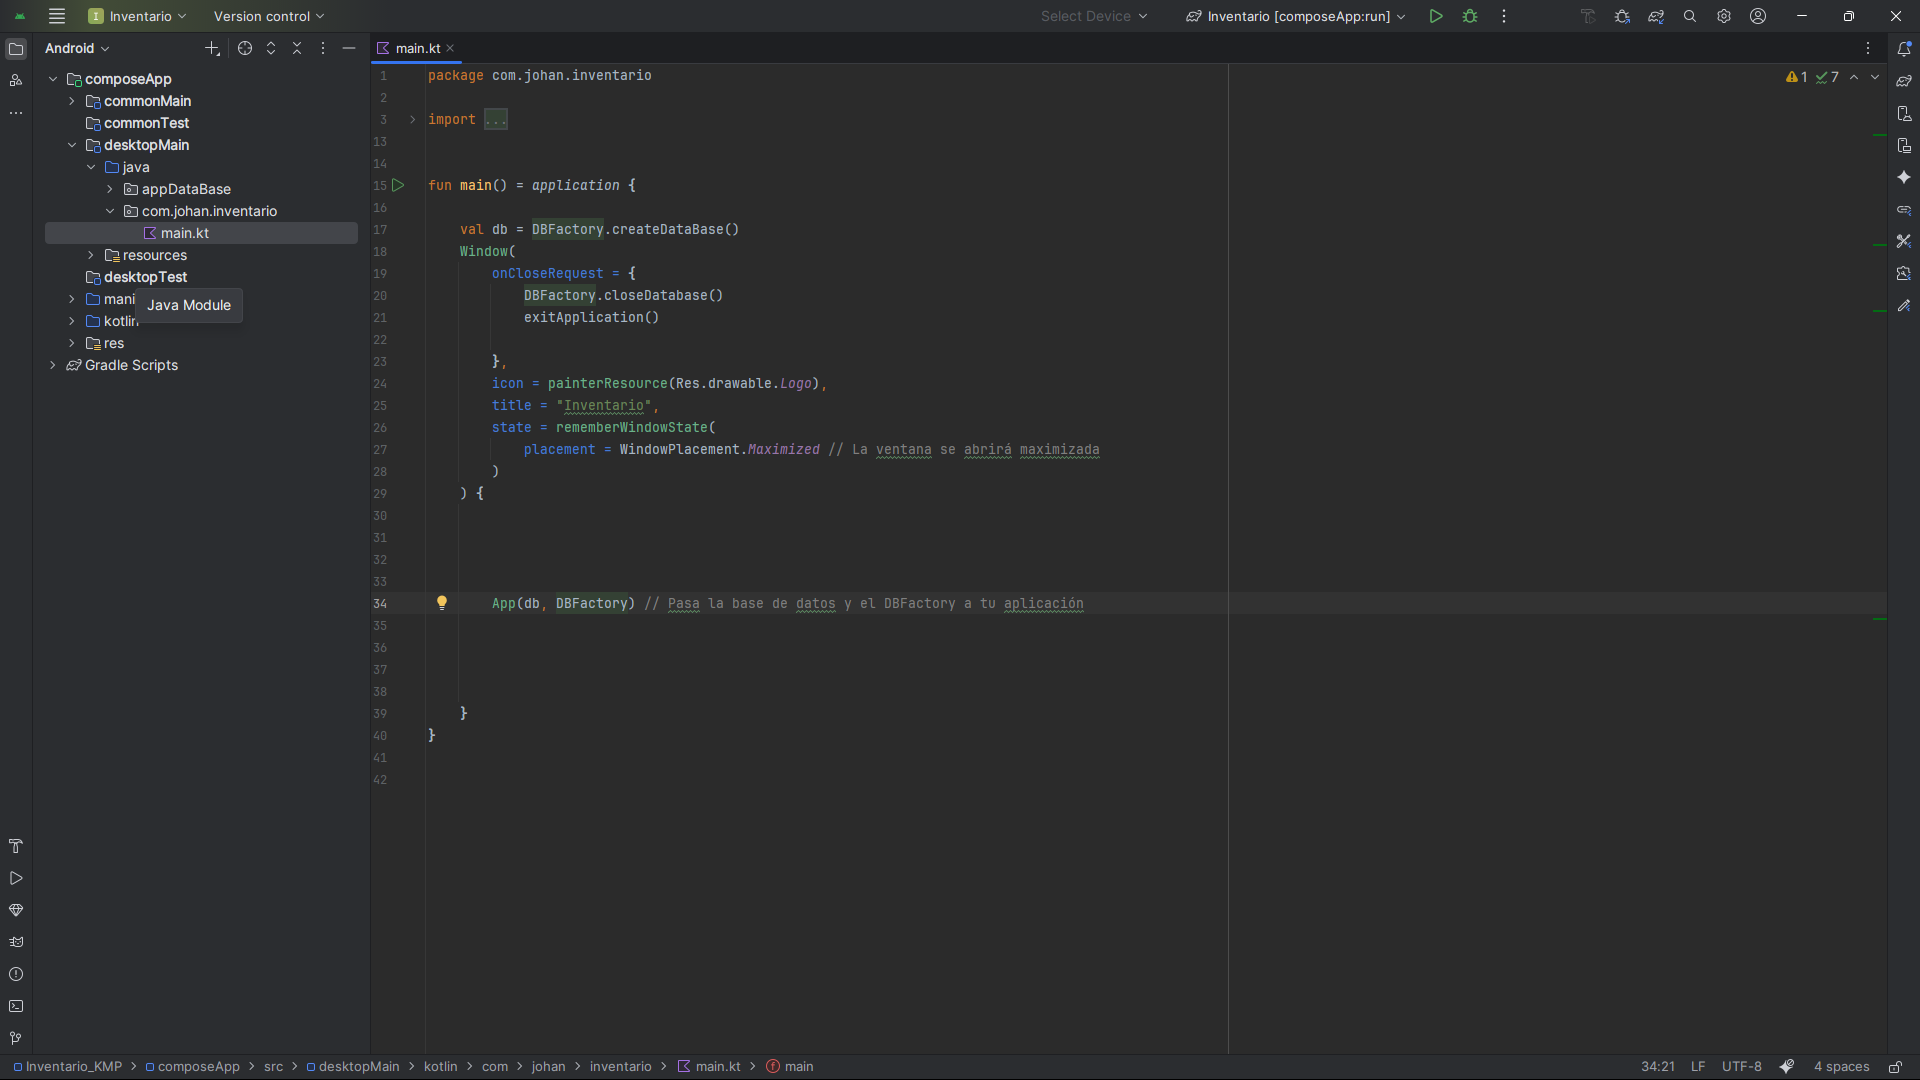 I Inventario Version control Select Device Inventario [composeApp:run]
Android
main.kt
composeApp
commonMain
commonTest
desktopMain
java
appDataBase
com.johan.inventario
main.kt
resources
desktopTest
mani
Java Module
kotlin
res
Gradle Scripts
1 7
1 package com.johan.inventario
2
3 import ...
13
14
15 fun main() = application {
16
17 val db = DBFactory.createDataBase()
18 Window(
19 onCloseRequest = {
20 DBFactory.closeDatabase()
21 exitApplication()
22
23 },
24 icon = painterResource(Res.drawable.Logo),
25 title = "Inventario",
26 state = rememberWindowState(
27 placement = WindowPlacement.Maximized // La ventana se abrirá maximizada
28 )
29 ) {
30
31
32
33
34 App(db, DBFactory) // Pasa la base de datos y el DBFactory a tu aplicación
35
36
37
38
39 }
40 }
41
42
Inventario_KMP > composeApp > src > desktopMain > kotlin > com > johan > inventario > main.kt > main
34:21 LF UTF-8 4 spaces